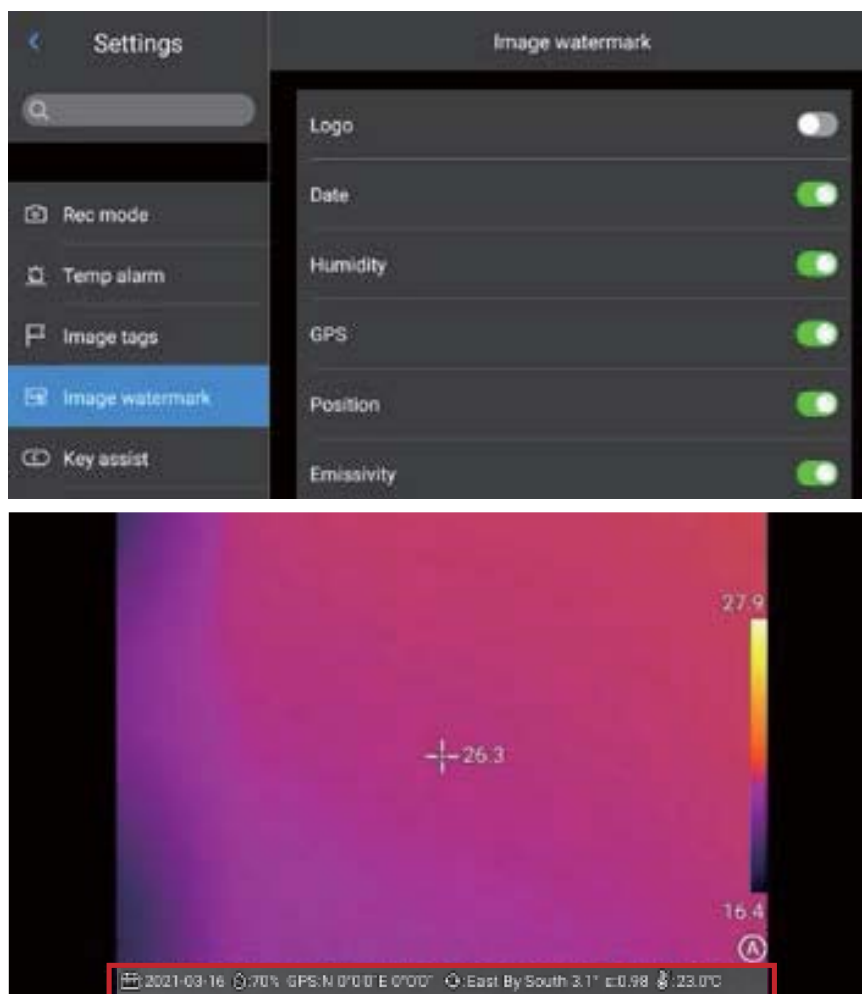 Settings
Image watermark
Logo
Date
Rec mode
Humidity
Temp alarm
Image tags
GPS
Image watermark
Position
Key assist
Emissivity
27.9
26.3
16.4
A
:2021-03-16 :70% GPS:N 0°0'0" E 0°0'0" :East By South 3.1° ε:0.98 :23.0°C